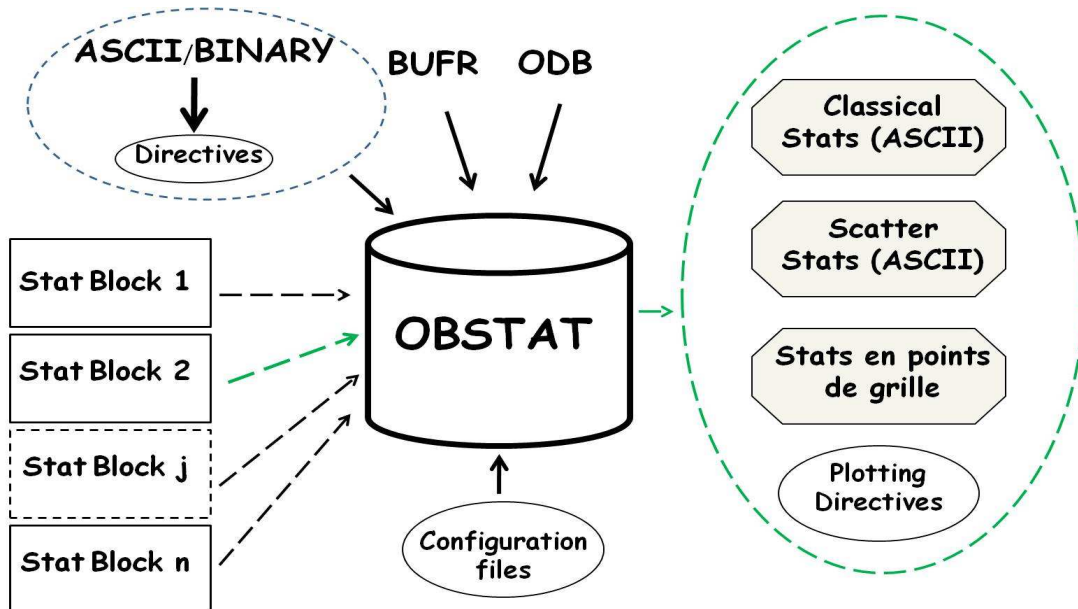 ASCII/BINARY
Directives
BUFR
ODB
Stat Block 1
Stat Block 2
Stat Block j
Stat Block n
OBSTAT
Configuration
files
Classical
Stats (ASCII)
Scatter
Stats (ASCII)
Stats en points
de grille
Plotting
Directives